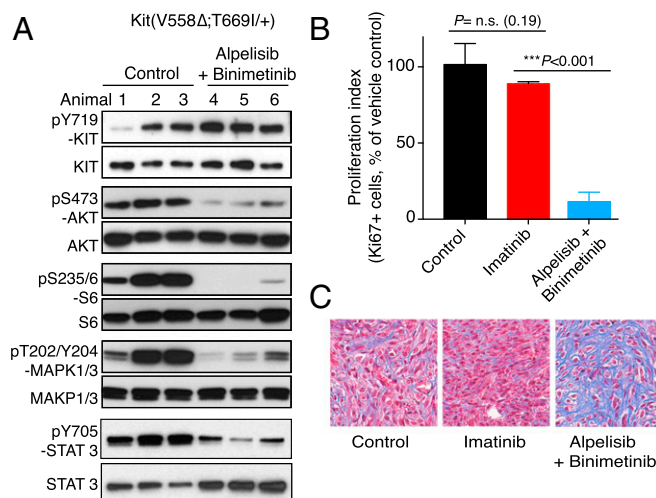 A
Kit(V558Δ;T669I/+)
Control
Alpelisib
+ Binimetinib
Animal
1 2 3 4 5 6
pY719
-KIT
KIT
pS473
-AKT
AKT
pS235/6
-S6
S6
pT202/Y204
-MAPK1/3
MAKP1/3
pY705
-STAT 3
STAT 3
B
P= n.s. (0.19)
***P<0.001
Proliferation index
(Ki67+ cells, % of vehicle control)
100
50
0
Control
Imatinib
Alpelisib +
Binimetinib
C
Control
Imatinib
Alpelisib
+ Binimetinib